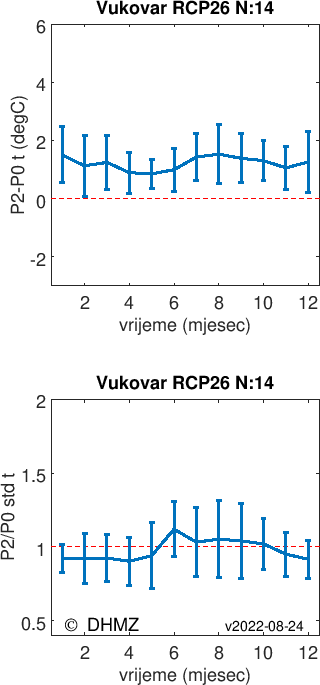 Vukovar RCP26 N:14
P2-P0 t (degC)
6
4
2
0
-2
2 4 6 8 10 12
vrijeme (mjesec)
Vukovar RCP26 N:14
P2/P0 std t
2
1.5
1
0.5
© DHMZ
v2022-08-24
2 4 6 8 10 12
vrijeme (mjesec)